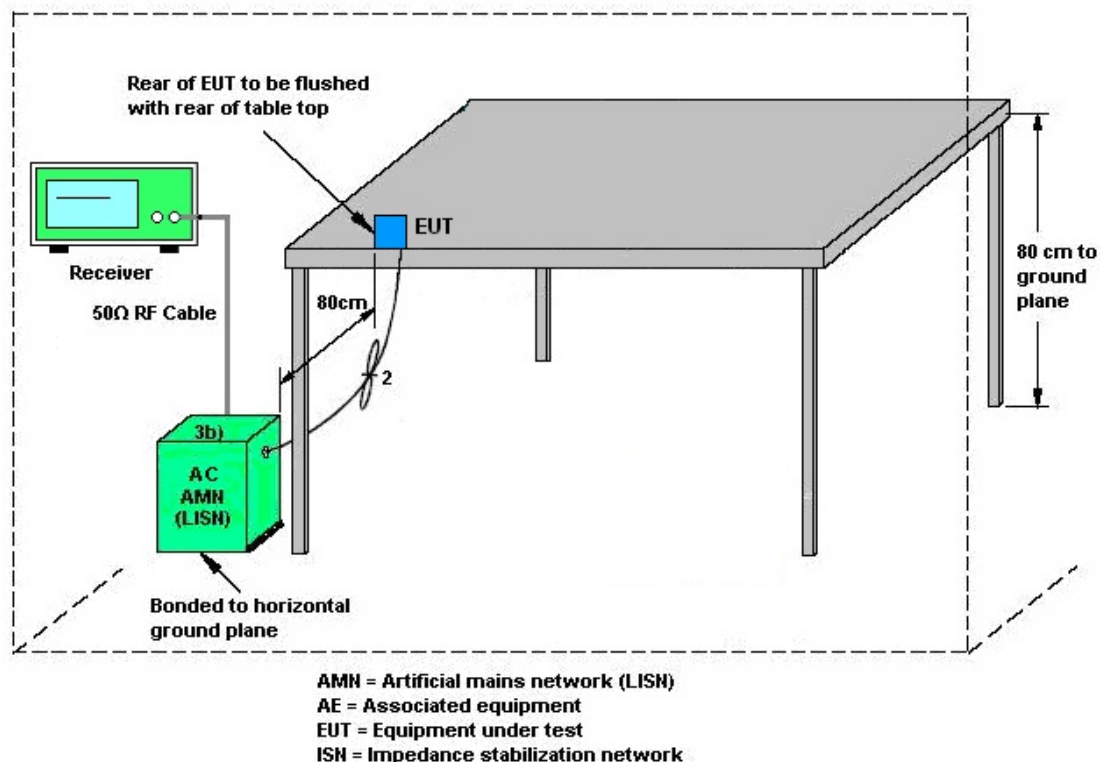 Rear of EUT to be flushed
with rear of table top
EUT
Receiver
50Ω RF Cable
80cm
2
80 cm to
ground
plane
3b)
AC
AMN
(LISN)
Bonded to horizontal
ground plane
AMN = Artificial mains network (LISN)
AE = Associated equipment
EUT = Equipment under test
ISN = Impedance stabilization network